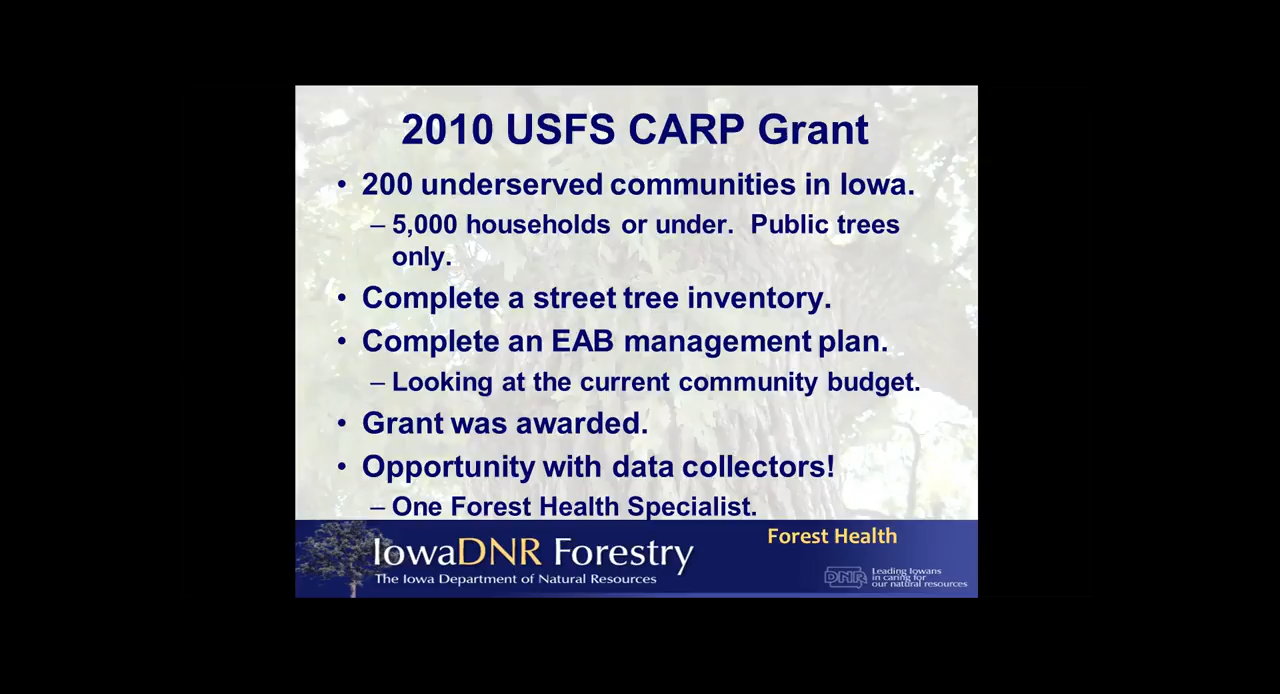 2010 USFS CARP Grant
• 200 underserved communities in Iowa.
– 5,000 households or under.  Public trees
only.
• Complete a street tree inventory.
• Complete an EAB management plan.
– Looking at the current community budget.
• Grant was awarded.
• Opportunity with data collectors!
– One Forest Health Specialist.
Forest Health
IowaDNR Forestry
The Iowa Department of Natural Resources
DNR
Leading Iowans
in caring for
our natural resources